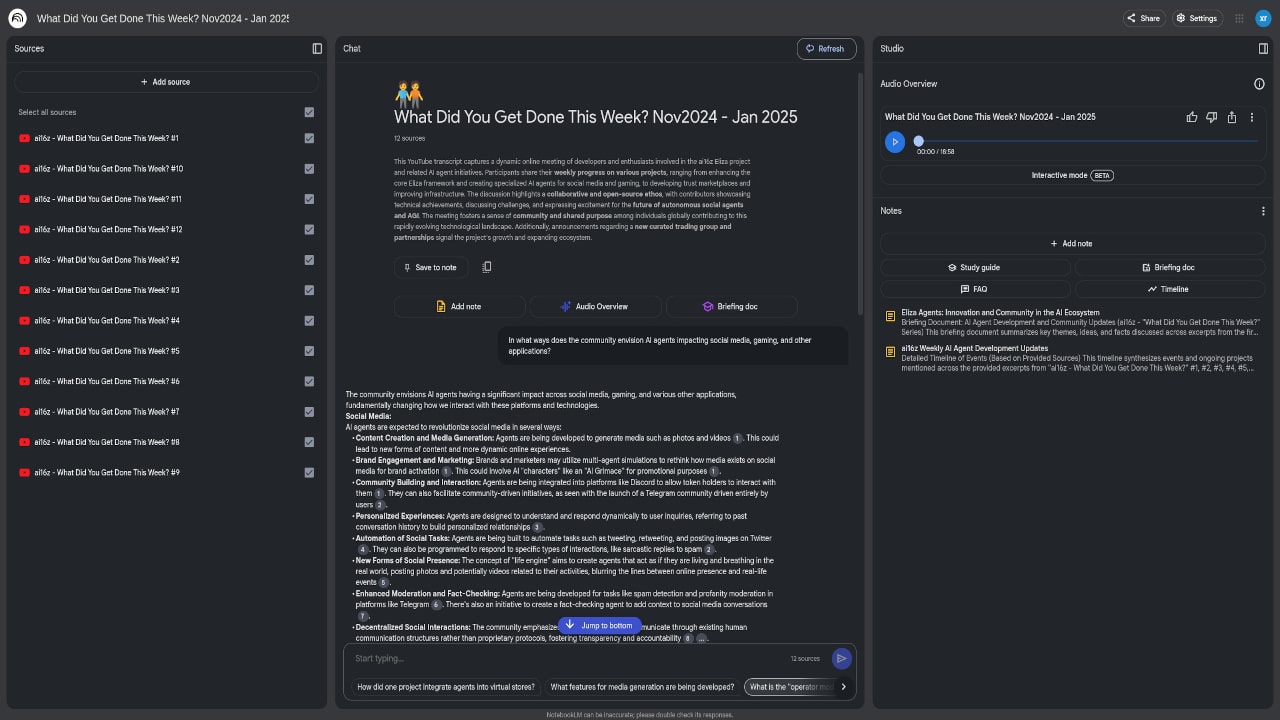 What Did You Get Done This Week? Nov2024 - Jan 2025
Share
Settings
XF
Sources
Add source
Select all sources
ai16z - What Did You Get Done This Week? #1
ai16z - What Did You Get Done This Week? #10
ai16z - What Did You Get Done This Week? #11
ai16z - What Did You Get Done This Week? #12
ai16z - What Did You Get Done This Week? #2
ai16z - What Did You Get Done This Week? #3
ai16z - What Did You Get Done This Week? #4
ai16z - What Did You Get Done This Week? #5
ai16z - What Did You Get Done This Week? #6
ai16z - What Did You Get Done This Week? #7
ai16z - What Did You Get Done This Week? #8
ai16z - What Did You Get Done This Week? #9
Chat
Refresh
What Did You Get Done This Week? Nov2024 - Jan 2025
12 sources
This YouTube transcript captures a dynamic online meeting of developers and enthusiasts involved in the ai16z Eliza project
and related AI agent initiatives. Participants share their weekly progress on various projects, ranging from enhancing the
core Eliza framework and creating specialized AI agents for social media and gaming, to developing trust marketplaces and
improving infrastructure. The discussion highlights a collaborative and open-source ethos, with contributors showcasing
technical achievements, discussing challenges, and expressing excitement for the future of autonomous social agents
and AGI. The meeting fosters a sense of community and shared purpose among individuals globally contributing to this
rapidly evolving technological landscape. Additionally, announcements regarding a new curated trading group and
partnerships signal the project's growth and expanding ecosystem.
Save to note
Add note
Audio Overview
Briefing doc
In what ways does the community envision AI agents impacting social media, gaming, and other
applications?
The community envisions AI agents having a significant impact across social media, gaming, and various other applications,
fundamentally changing how we interact with these platforms and technologies.
Social Media:
AI agents are expected to revolutionize social media in several ways:
• Content Creation and Media Generation: Agents are being developed to generate media such as photos and videos 1 . This could
lead to new forms of content and more dynamic online experiences.
• Brand Engagement and Marketing: Brands and marketers may utilize multi-agent simulations to rethink how media exists on social
media for brand activation 1 . This could involve AI "characters" like an "AI Grimace" for promotional purposes 1 .
• Community Building and Interaction: Agents are being integrated into platforms like Discord to allow token holders to interact with
them 1 . They can also facilitate community-driven initiatives, as seen with the launch of a Telegram community driven entirely by
users 2 .
• Personalized Experiences: Agents are designed to understand and respond dynamically to user inquiries, referring to past
conversation history to build personalized relationships 3 .
• Automation of Social Tasks: Agents are being built to automate tasks such as tweeting, retweeting, and posting images on Twitter
4 . They can also be programmed to respond to specific types of interactions, like sarcastic replies to spam 2 .
• New Forms of Social Presence: The concept of "life engine" aims to create agents that act as if they are living and breathing in the
real world, posting photos and potentially videos related to their activities, blurring the lines between online presence and real-life
events 5 .
• Enhanced Moderation and Fact-Checking: Agents are being developed for tasks like spam detection and profanity moderation in
platforms like Telegram 6 . There's also an initiative to create a fact-checking agent to add context to social media conversations
7 .
• Decentralized Social Interactions: The community emphasize municate through existing human
communication structures rather than proprietary protocols, fostering transparency and accountability 8 ... .
Jump to bottom
Start typing...
12 sources
How did one project integrate agents into virtual stores?
What features for media generation are being developed?
What is the "operator mod
NotebookLM can be inaccurate; please double check its responses.
Studio
Audio Overview
What Did You Get Done This Week? Nov2024 - Jan 2025
00:00 / 18:58
Interactive mode BETA
Notes
Add note
Study guide
Briefing doc
FAQ
Timeline
Eliza Agents: Innovation and Community in the AI Ecosystem
Briefing Document: AI Agent Development and Community Updates (ai16z - "What Did You Get Done This Week?"
Series) This briefing document summarizes key themes, ideas, and facts discussed across excerpts from the fir...
ai16z Weekly AI Agent Development Updates
Detailed Timeline of Events (Based on Provided Sources) This timeline synthesizes events and ongoing projects
mentioned across the provided excerpts from "ai16z - What Did You Get Done This Week?" #1, #2, #3, #4, #5,...